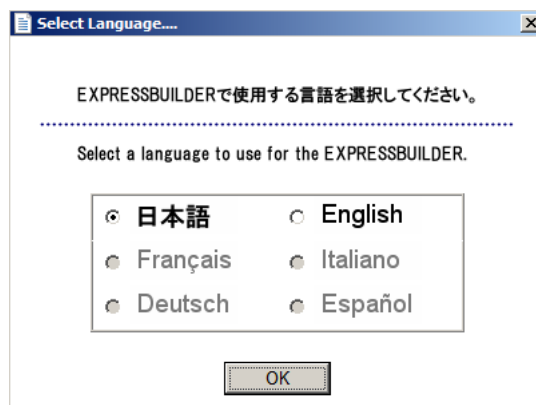 Select Language....
EXPRESSBUILDERで使用する言語を選択してください。
Select a language to use for the EXPRESSBUILDER.
日本語 English
Français Italiano
Deutsch Español
OK